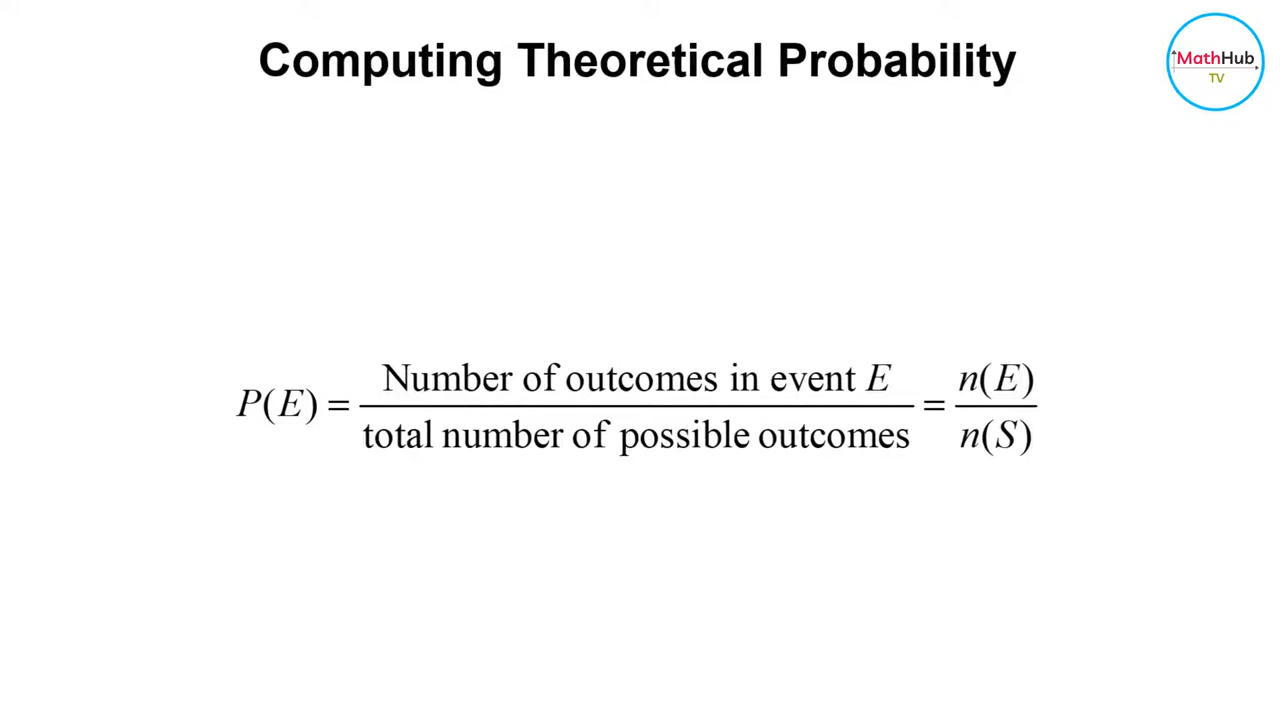 Computing Theoretical Probability
MathHub
TV
P(E) = Number of outcomes in event E / total number of possible outcomes = n(E) / n(S)